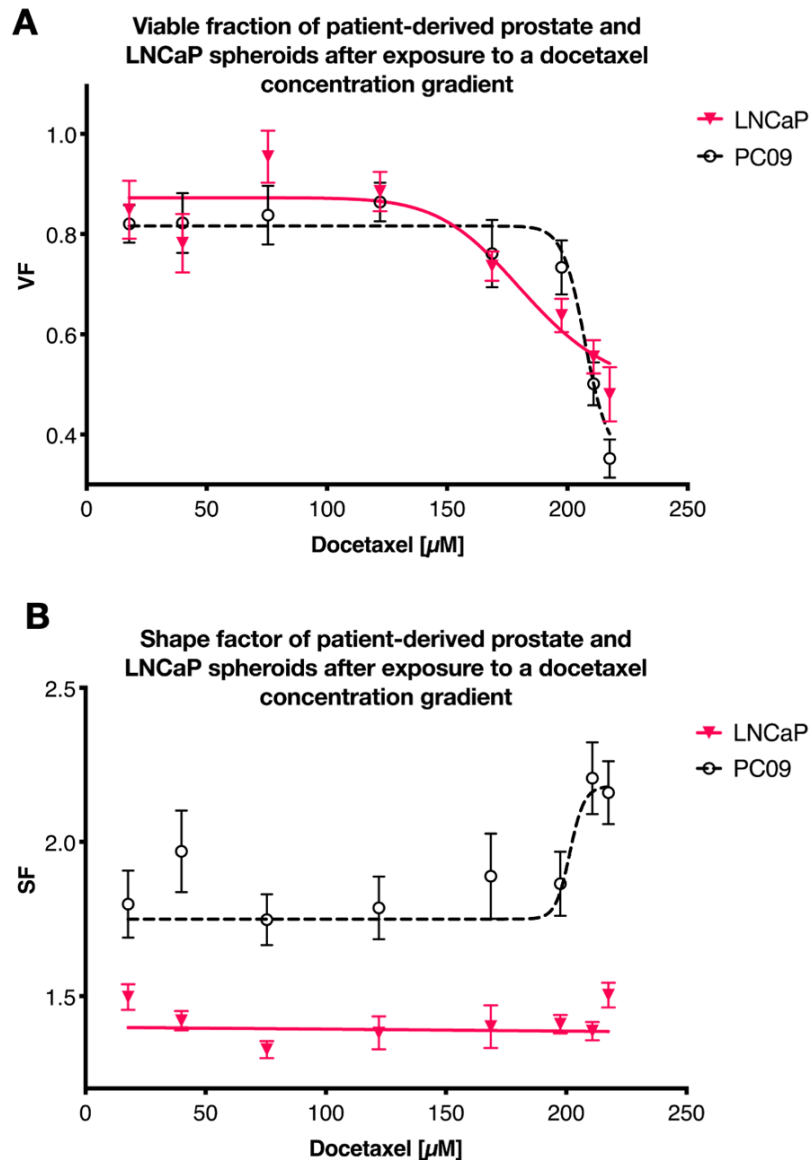 A
Viable fraction of patient-derived prostate and
LNCaP spheroids after exposure to a docetaxel
concentration gradient
1.0
0.8
0.6
0.4
VF
0
50
100
150
200
250
Docetaxel [µM]
LNCaP
PC09
B
Shape factor of patient-derived prostate and
LNCaP spheroids after exposure to a docetaxel
concentration gradient
2.5
2.0
1.5
SF
0
50
100
150
200
250
Docetaxel [µM]
LNCaP
PC09